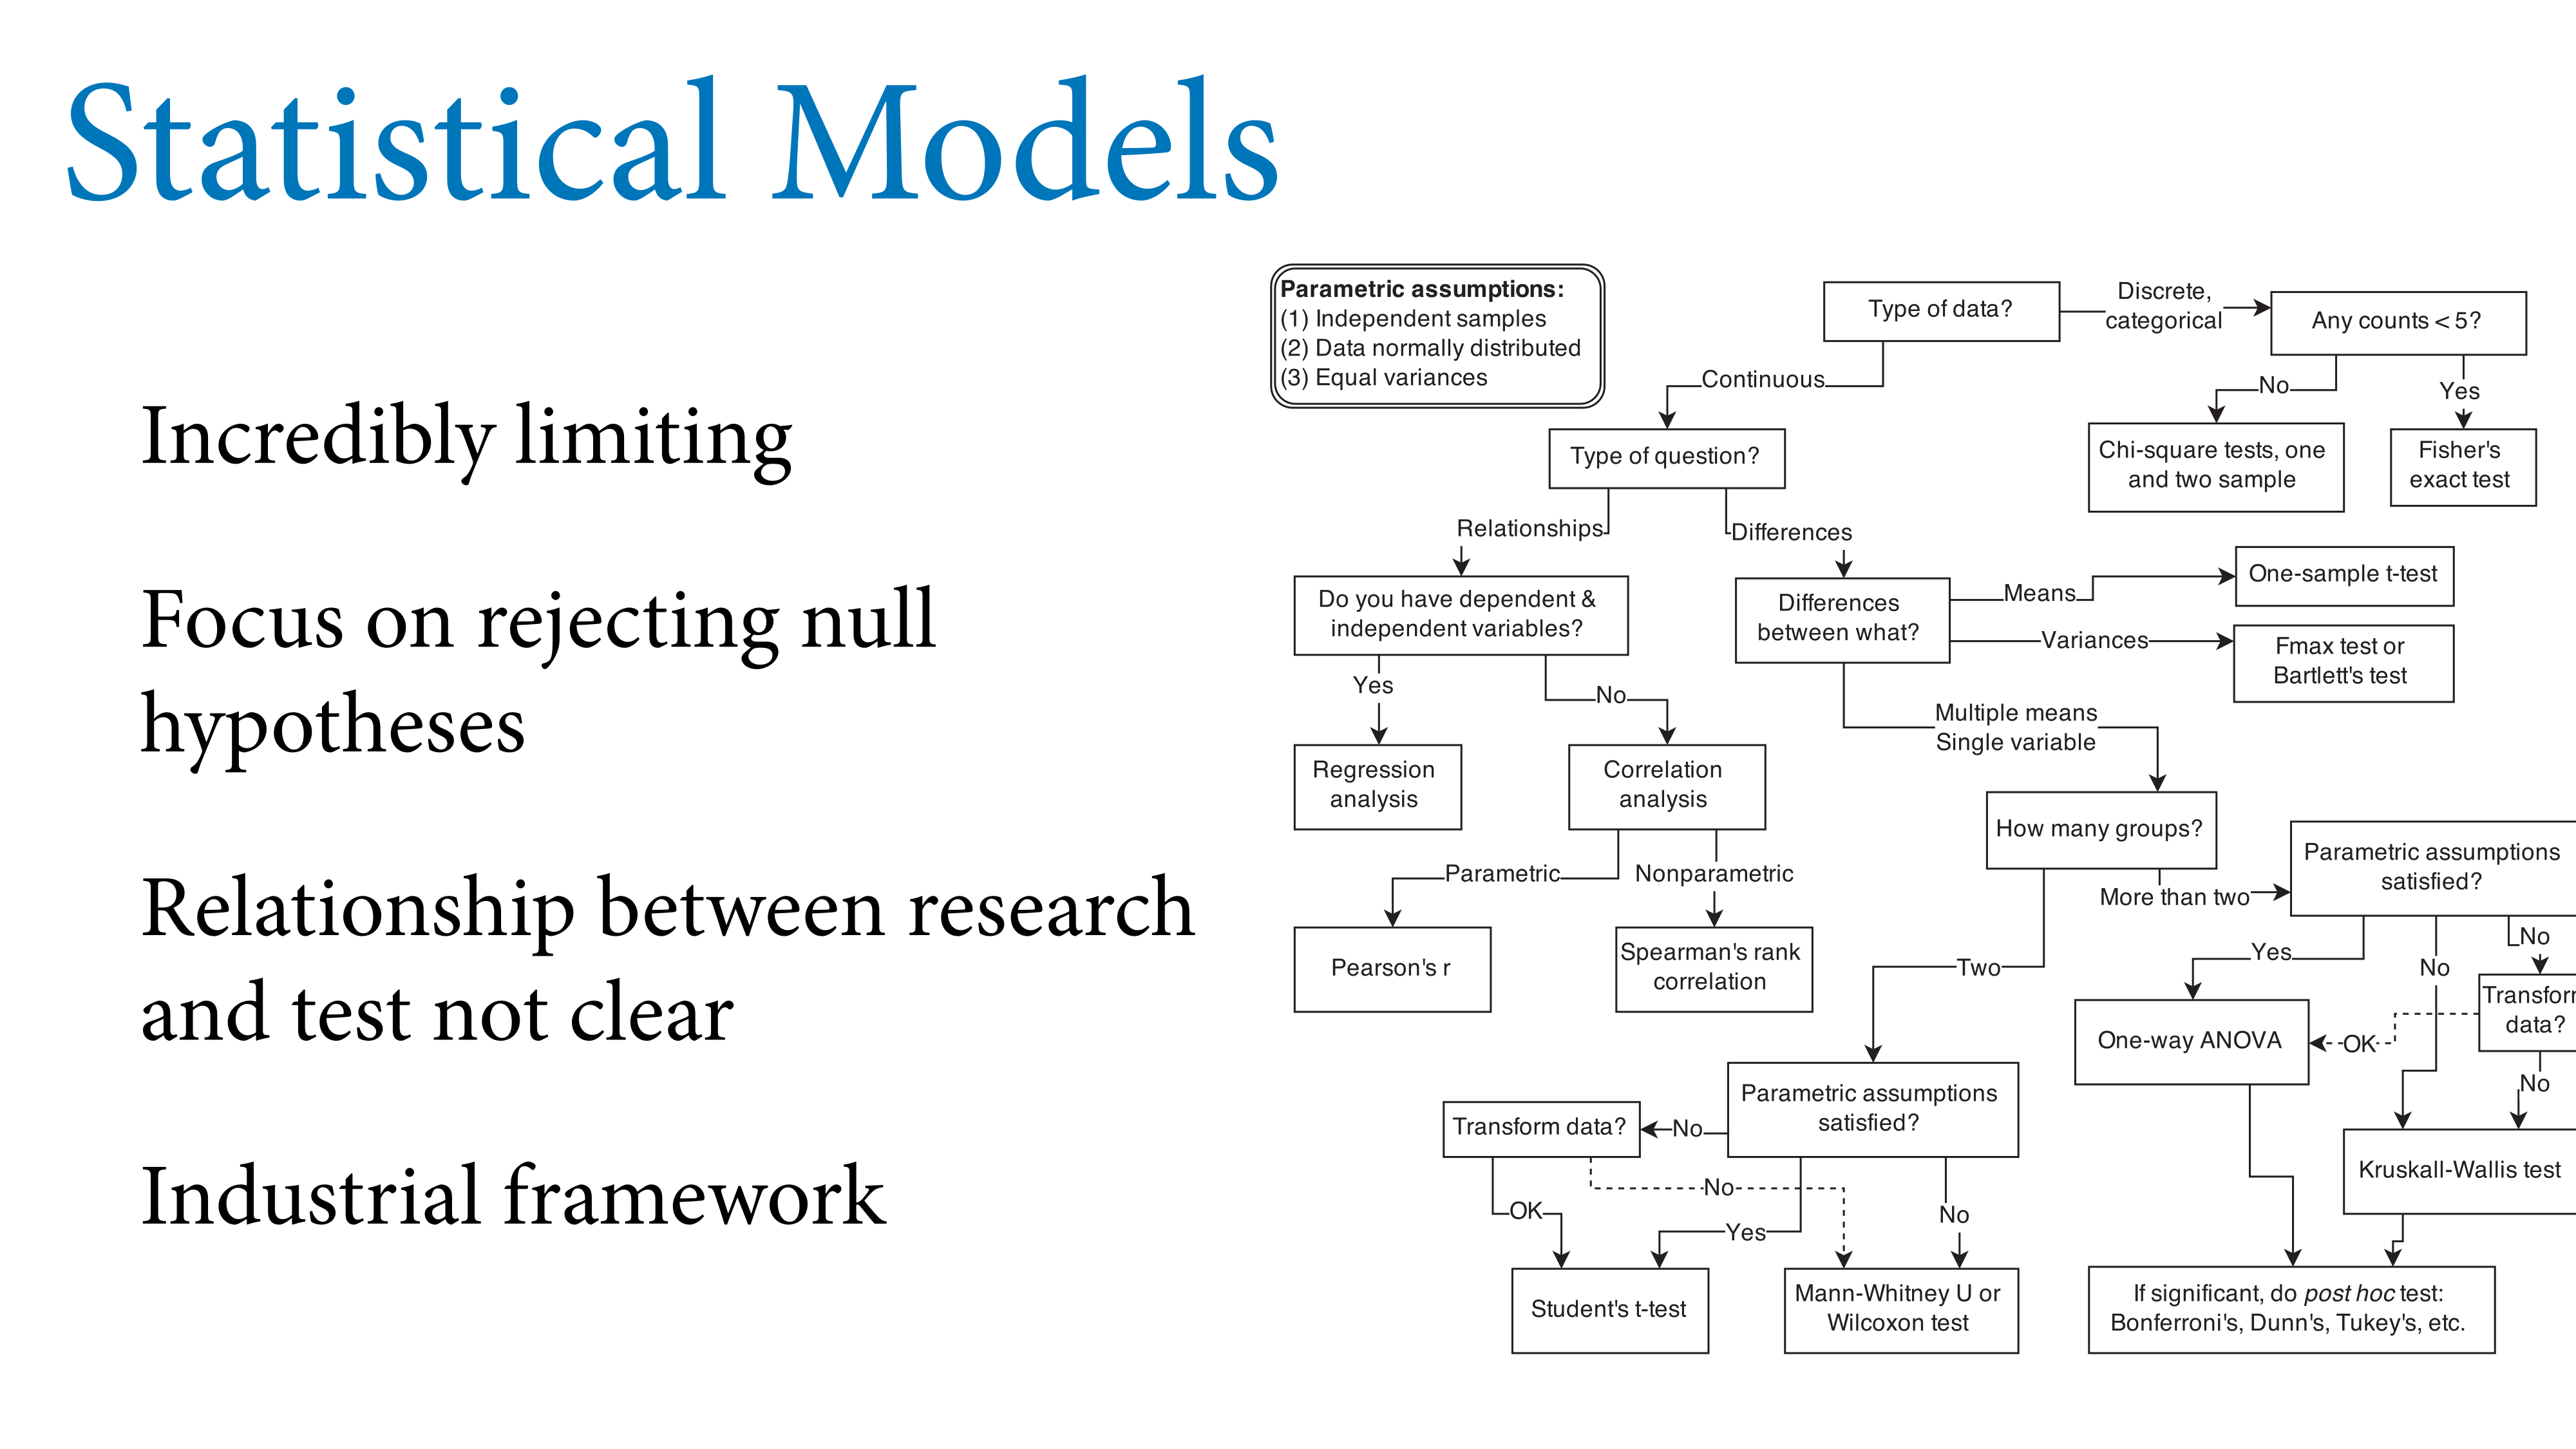 Statistical Models
Incredibly limiting
Focus on rejecting null
hypotheses
Relationship between research
and test not clear
Industrial framework
Parametric assumptions:
(1) Independent samples
(2) Data normally distributed
(3) Equal variances
Type of data?
Discrete,
categorical
Any counts < 5?
Continuous
No
Yes
Type of question?
Chi-square tests, one
and two sample
Fisher's
exact test
Relationships
Differences
Do you have dependent &
independent variables?
Differences
between what?
Means
One-sample t-test
Variances
Fmax test or
Bartlett's test
Yes
No
Multiple means
Single variable
Regression
analysis
Correlation
analysis
How many groups?
Parametric assumptions
satisfied?
Parametric
Nonparametric
More than two
Pearson's r
Spearman's rank
correlation
Two
Yes
No
No
Transfor
data?
One-way ANOVA
OK
No
Parametric assumptions
satisfied?
Transform data?
No
Kruskall-Wallis test
No
OK
Yes
No
Student's t-test
Mann-Whitney U or
Wilcoxon test
If significant, do post hoc test:
Bonferroni's, Dunn's, Tukey's, etc.